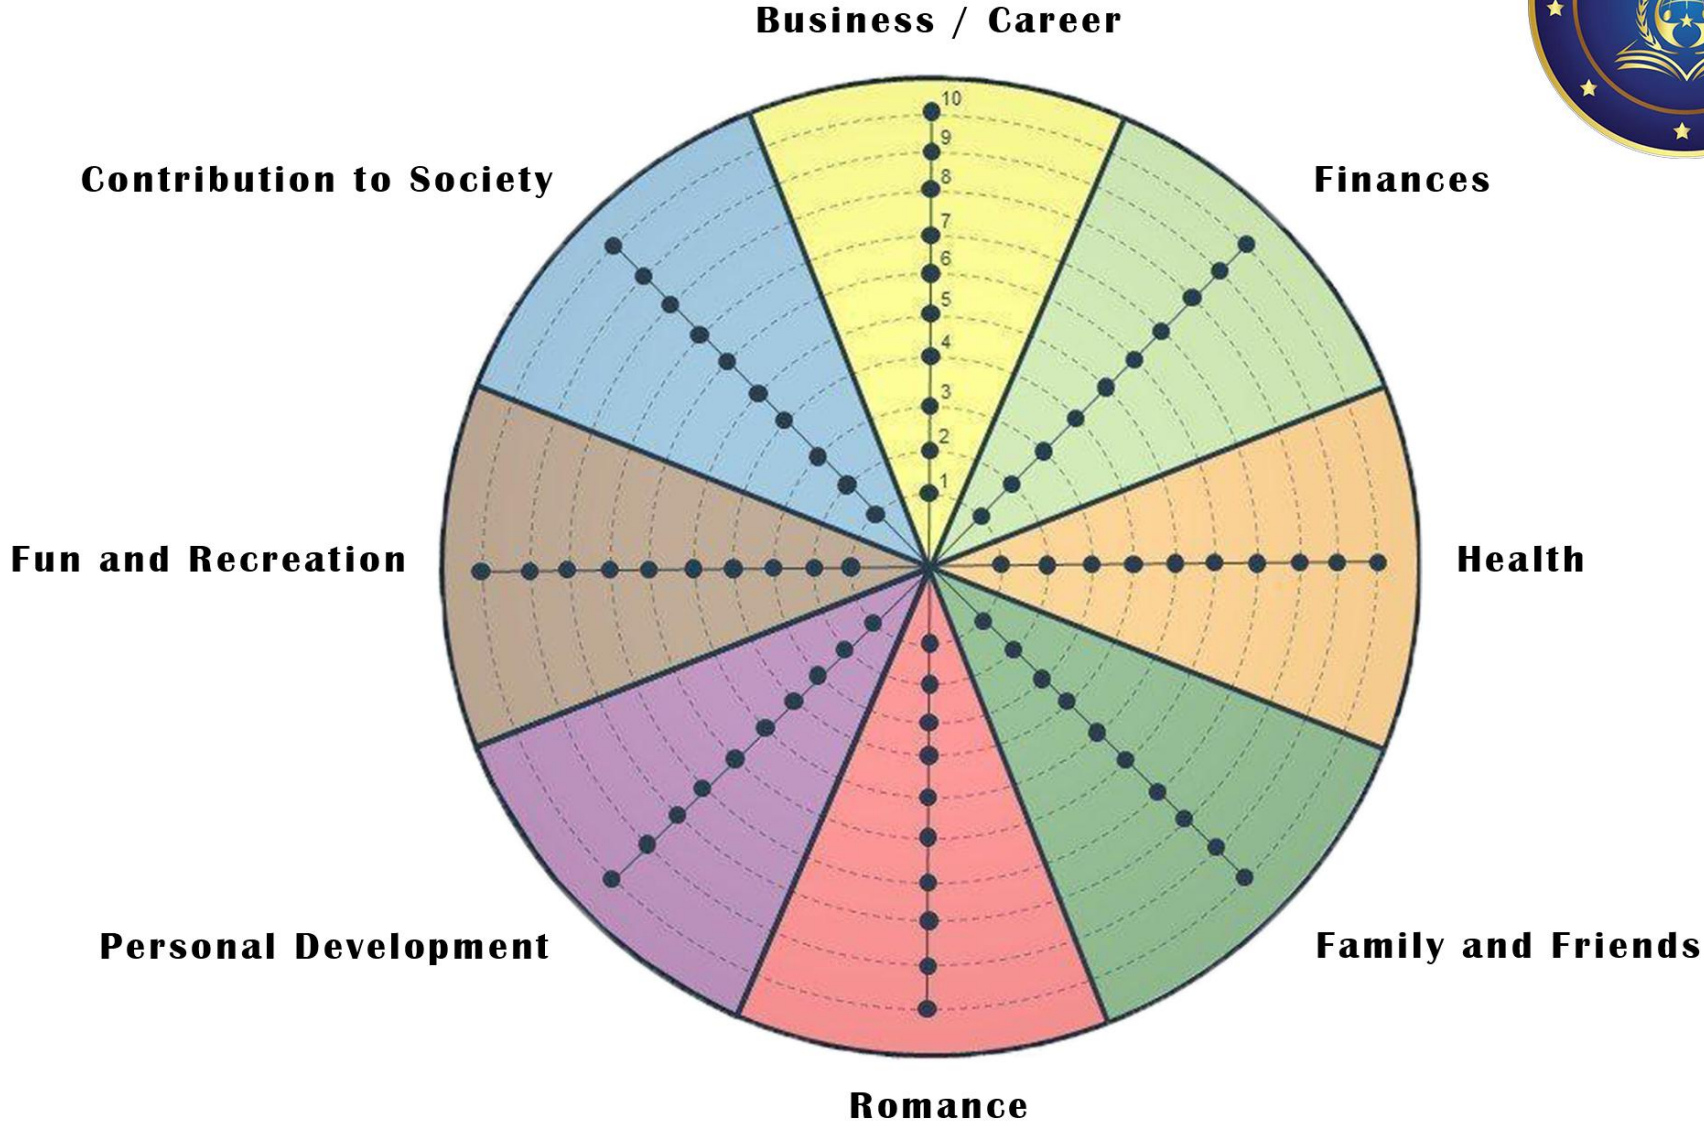 Business / Career
Contribution to Society
Finances
10
9
8
7
6
5
4
3
2
1
Fun and Recreation
Health
Personal Development
Family and Friends
Romance